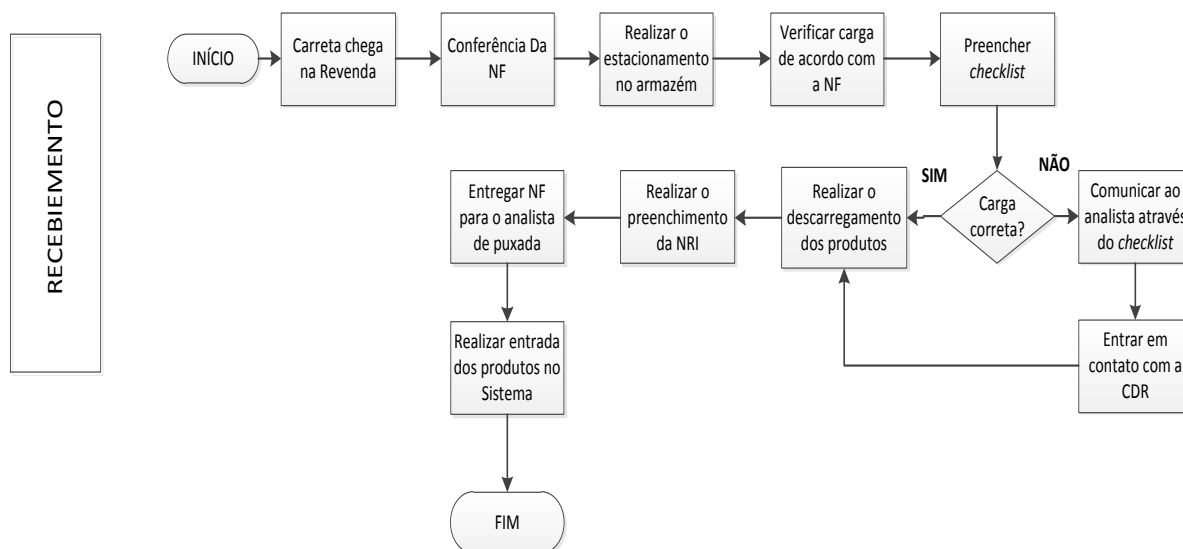 RECEBIEMENTO
INÍCIO
Carreta chega
na Revenda
Conferência Da
NF
Realizar o
estacionamento
no armazém
Verificar carga
de acordo com
a NF
Preencher
checklist
Carga
correta?
SIM
NÃO
Realizar o
descarregamento
dos produtos
Realizar o
preenchimento
da NRI
Entregar NF
para o analista
de puxada
Comunicar ao
analista através
do checklist
Entrar em
contato com a
CDR
Realizar entrada
dos produtos no
Sistema
FIM